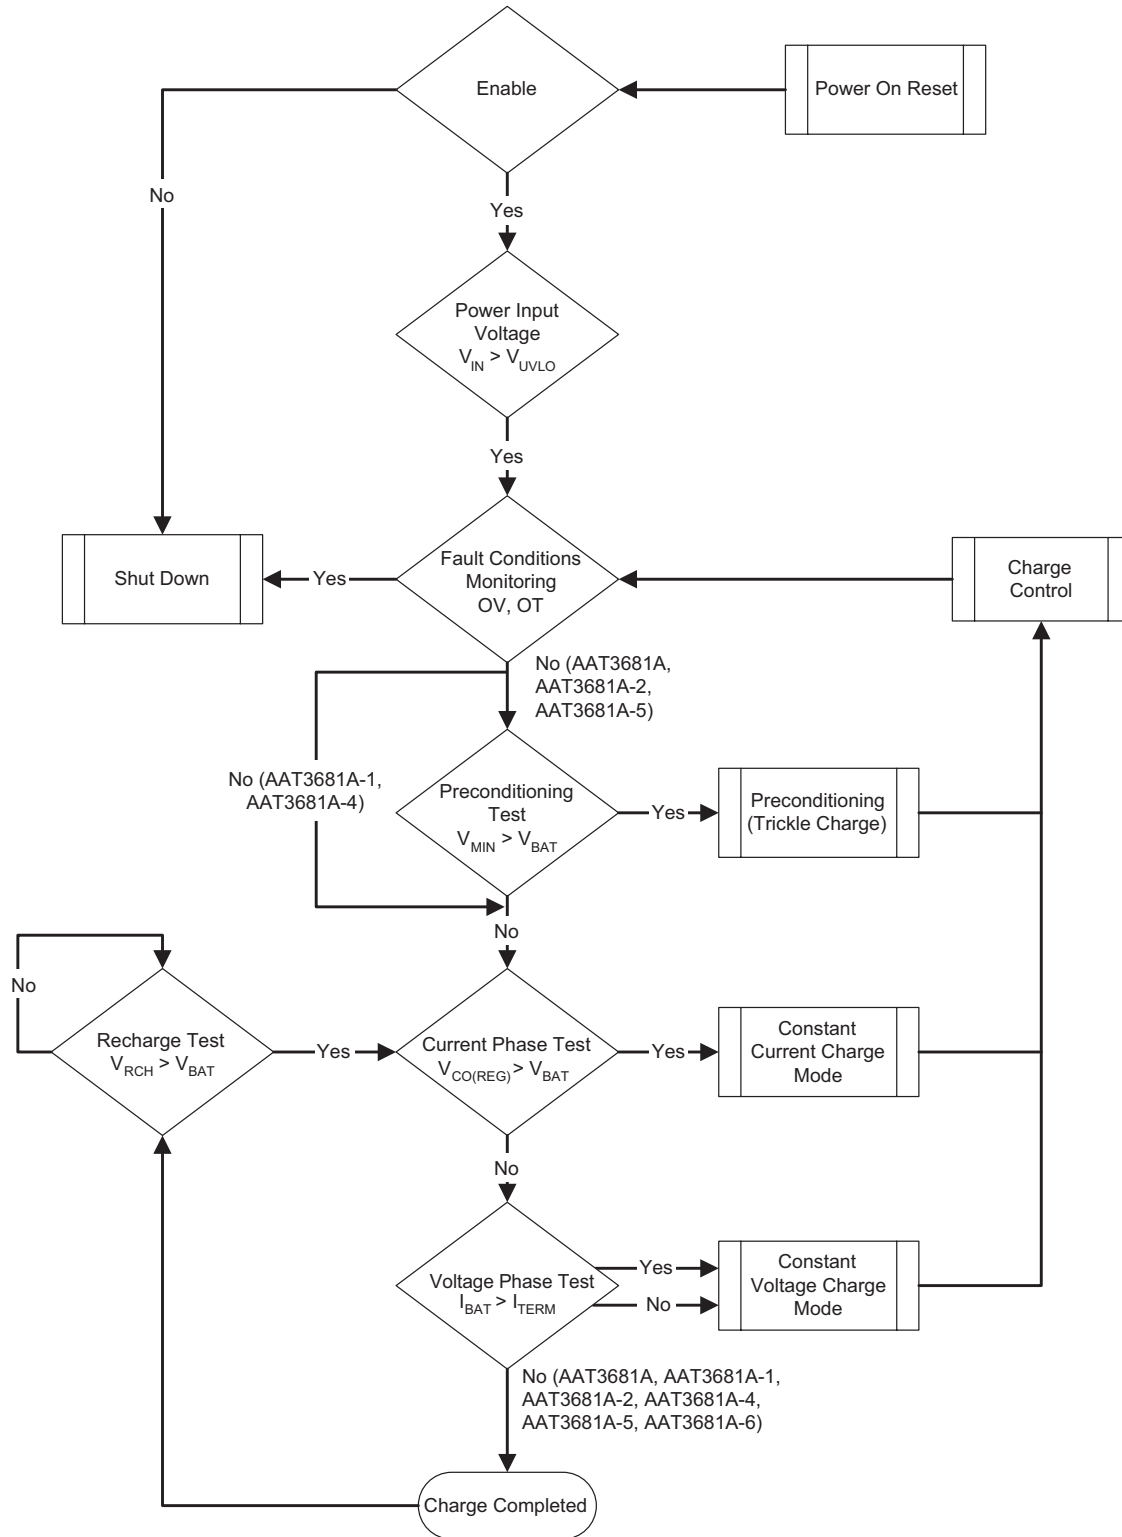 Enable
Power On Reset
No
Yes
Power Input
Voltage
V_IN > V_UVLO
Yes
Shut Down
Yes
Fault Conditions
Monitoring
OV, OT
Charge
Control
No (AAT3681A,
AAT3681A-2,
AAT3681A-5)
No (AAT3681A-1,
AAT3681A-4)
Preconditioning
Test
V_MIN > V_BAT
Yes
Preconditioning
(Trickle Charge)
No
No
Recharge Test
V_RCH > V_BAT
Yes
Current Phase Test
V_CO(REG) > V_BAT
Yes
Constant
Current Charge
Mode
No
Voltage Phase Test
I_BAT > I_TERM
Yes
No
Constant
Voltage Charge
Mode
No (AAT3681A, AAT3681A-1,
AAT3681A-2, AAT3681A-4,
AAT3681A-5, AAT3681A-6)
Charge Completed